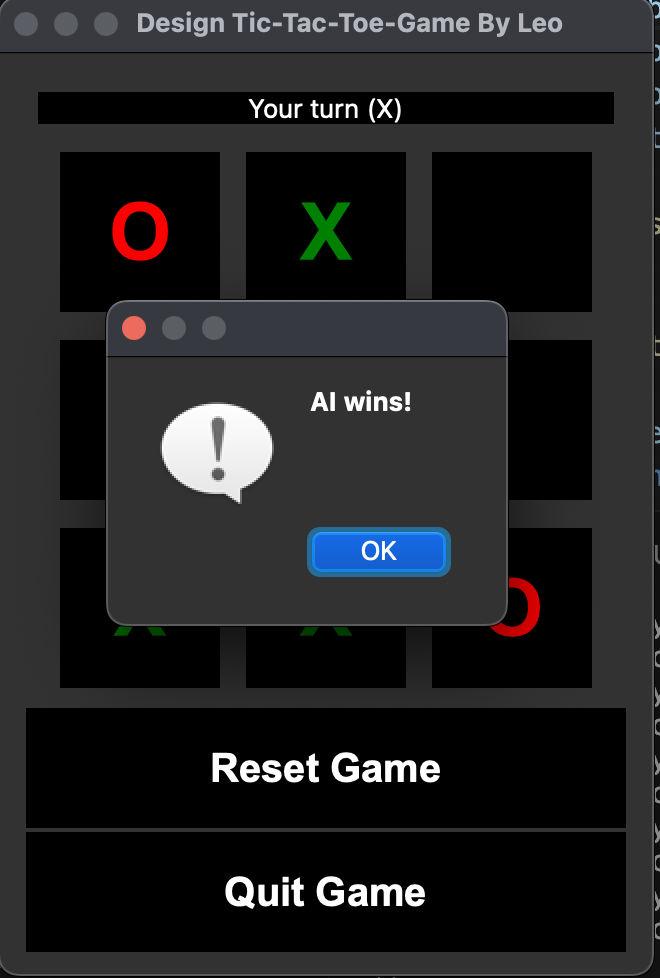 Design Tic-Tac-Toe-Game By Leo
Your turn (X)
O X
AI wins!
OK
X X O
Reset Game
Quit Game